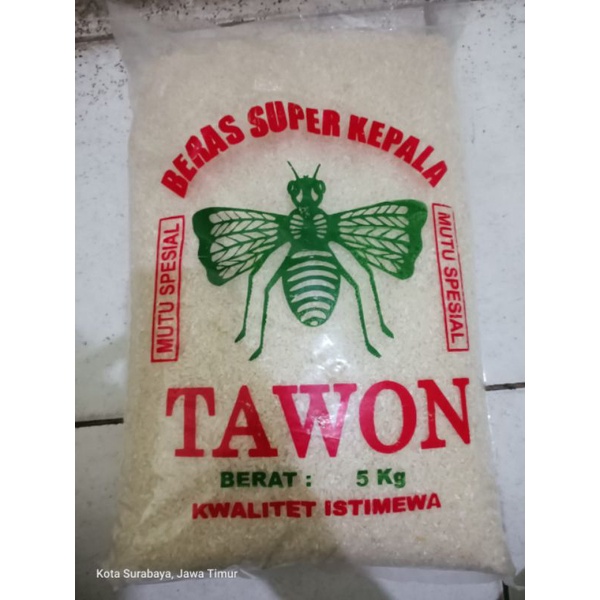 BERAS SUPER KEPALA
MUTU SPESIAL
MUTU SPESIAL
TAWON
BERAT : 5 Kg
KWALITET ISTIMEWA
Kota Surabaya, Jawa Timur